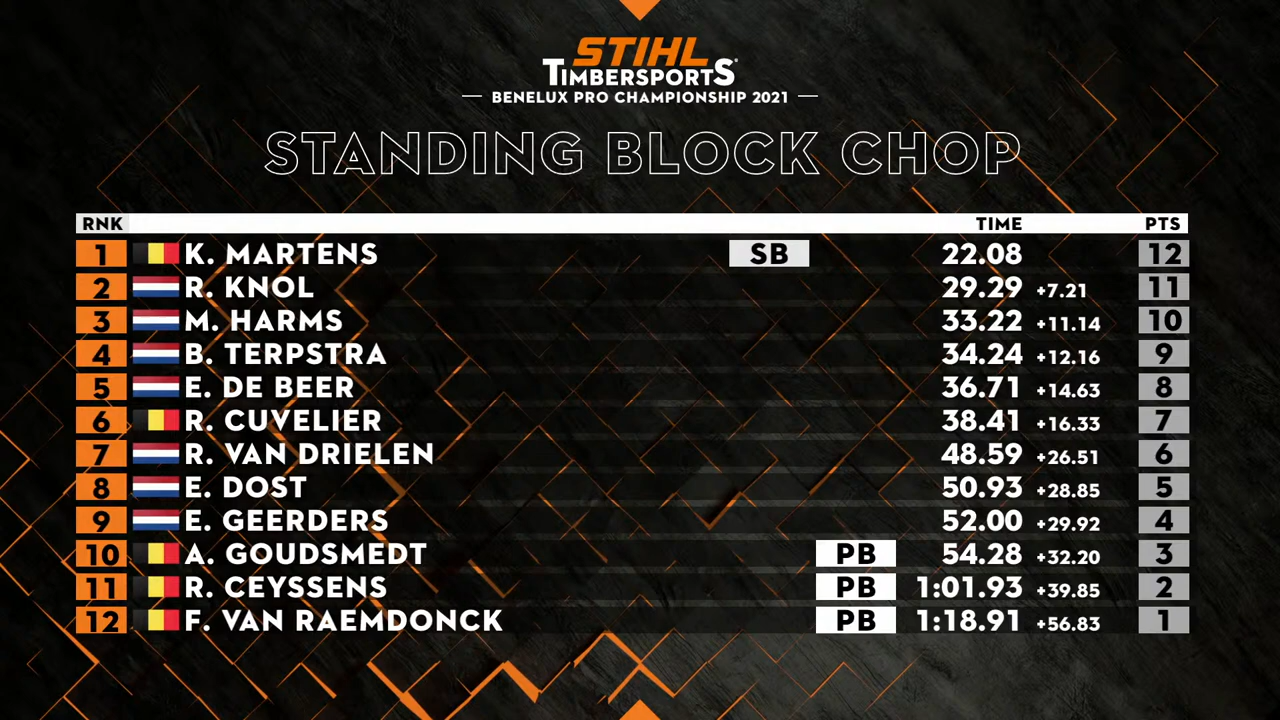 STIHL
TIMBERSPORTS®
BENELUX PRO CHAMPIONSHIP 2021
STANDING BLOCK CHOP
RNK TIME PTS
1 K. MARTENS SB 22.08 12
2 R. KNOL 29.29 +7.21 11
3 M. HARMS 33.22 +11.14 10
4 B. TERPSTRA 34.24 +12.16 9
5 E. DE BEER 36.71 +14.63 8
6 R. CUVELIER 38.41 +16.33 7
7 R. VAN DRIELEN 48.59 +26.51 6
8 E. DOST 50.93 +28.85 5
9 E. GEERDERS 52.00 +29.92 4
10 A. GOUDSMEDT PB 54.28 +32.20 3
11 R. CEYSSENS PB 1:01.93 +39.85 2
12 F. VAN RAEMDONCK PB 1:18.91 +56.83 1